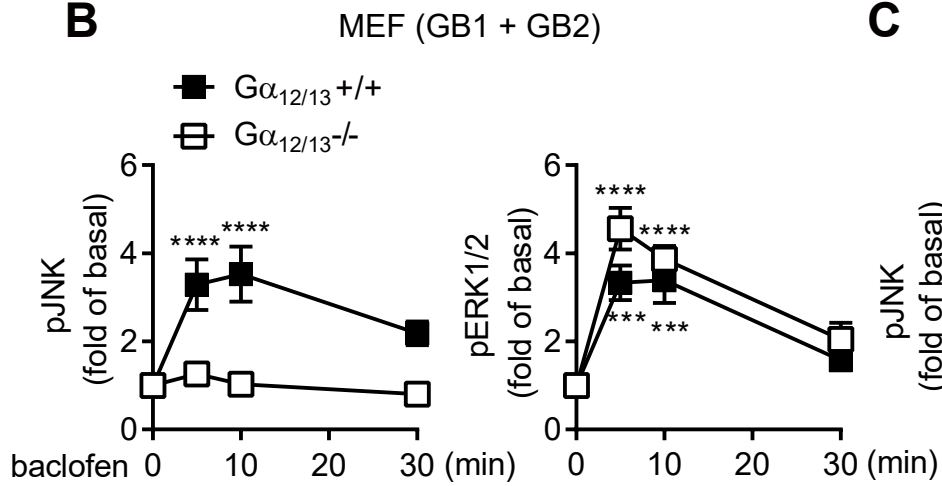 B
MEF (GB1 + GB2)
C
Gα12/13 +/+
Gα12/13-/-
pJNK
(fold of basal)
6
4
2
0
**** ****
baclofen 0 10 20 30 (min)
pERK1/2
(fold of basal)
6
4
2
0
****
****
*** ***
0 10 20 30 (min)
pJNK
(fold of basal)